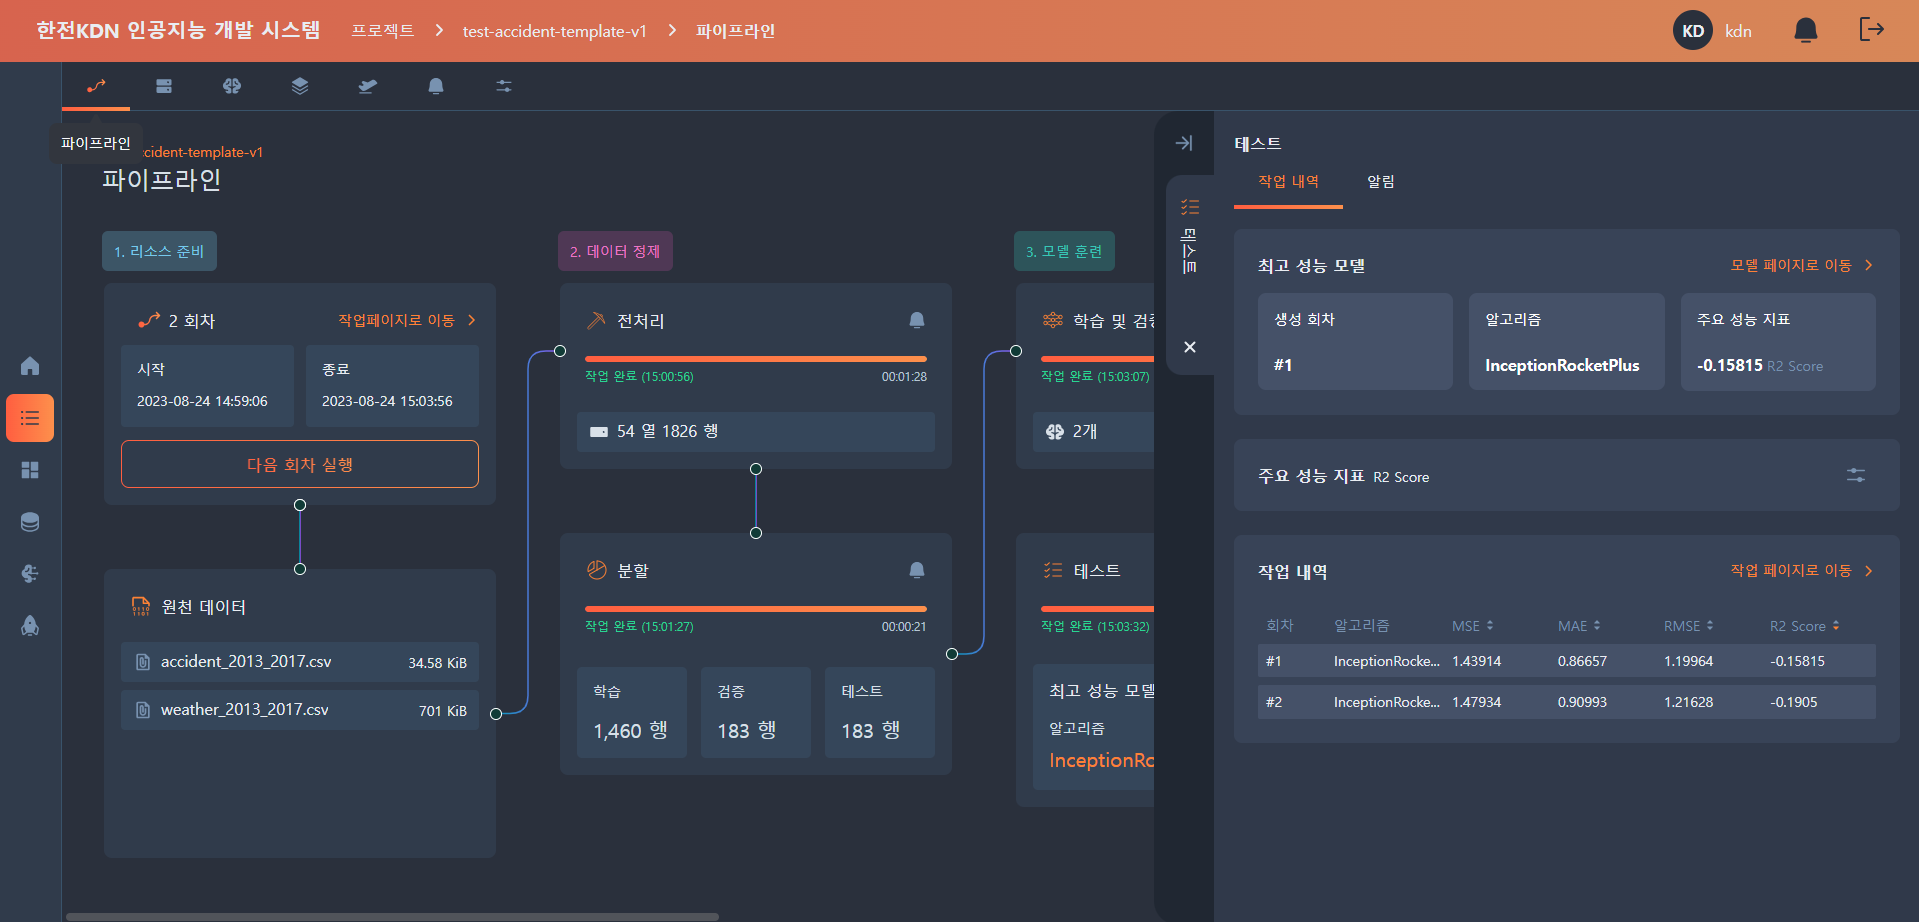 한전KDN 인공지능 개발 시스템
프로젝트 > test-accident-template-v1 > 파이프라인
KD kdn
파이프라인
ccident-template-v1
파이프라인
1. 리소스 준비
2 회차
작업페이지로 이동 >
시작
2023-08-24 14:59:06
종료
2023-08-24 15:03:56
다음 회차 실행
원천 데이터
accident_2013_2017.csv 34.58 KiB
weather_2013_2017.csv 701 KiB
2. 데이터 정제
전처리
작업 완료 (15:00:56) 00:01:28
54 열 1826 행
분할
작업 완료 (15:01:27) 00:00:21
학습
1,460 행
검증
183 행
테스트
183 행
3. 모델 훈련
학습 및 검증
작업 완료 (15:03:07)
2개
테스트
작업 완료 (15:03:32)
최고 성능 모델
알고리즘
InceptionRo
테스트
테스트
작업 내역 알림
최고 성능 모델
모델 페이지로 이동 >
생성 회차
#1
알고리즘
InceptionRocketPlus
주요 성능 지표
-0.15815 R2 Score
주요 성능 지표 R2 Score
작업 내역
작업 페이지로 이동 >
회차 알고리즘 MSE MAE RMSE R2 Score
#1 InceptionRocke... 1.43914 0.86657 1.19964 -0.15815
#2 InceptionRocke... 1.47934 0.90993 1.21628 -0.1905